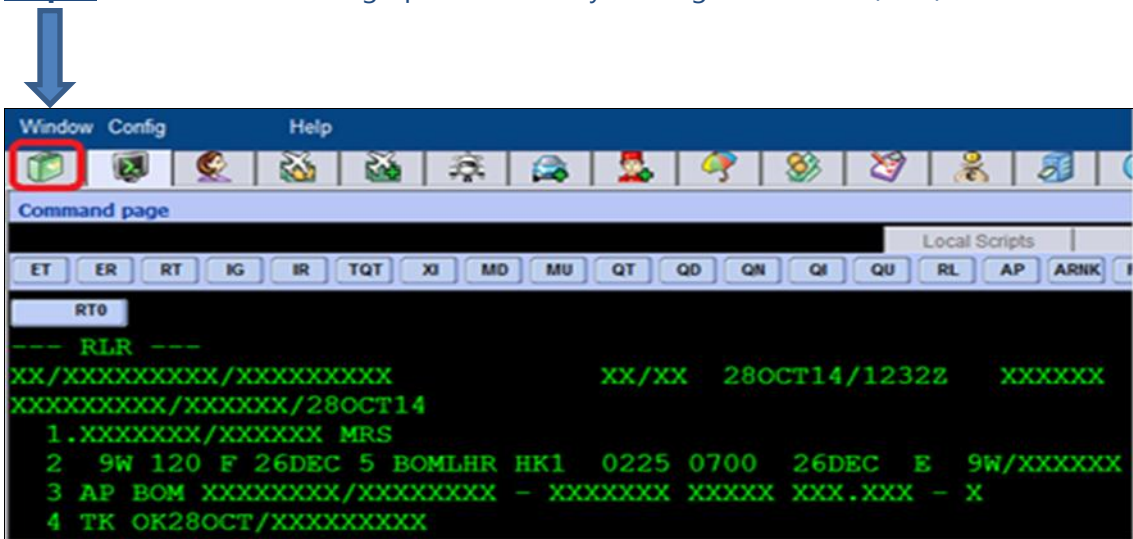 Window Config Help
Command page
Local Scripts
ET ER RT IG IR TQT XI MD MU QT QD QN QI QU RL AP ARNK
RT0
--- RLR ---
XX/XXXXXXXXX/XXXXXXXXX XX/XX 28OCT14/1232Z XXXXXX
XXXXXXXXX/XXXXXX/28OCT14
1.XXXXXXX/XXXXXX MRS
2 9W 120 F 26DEC 5 BOMLHR HK1 0225 0700 26DEC E 9W/XXXXXX
3 AP BOM XXXXXXXX/XXXXXXXX - XXXXXXX XXXXX XXX.XXX - X
4 TK OK28OCT/XXXXXXXXX